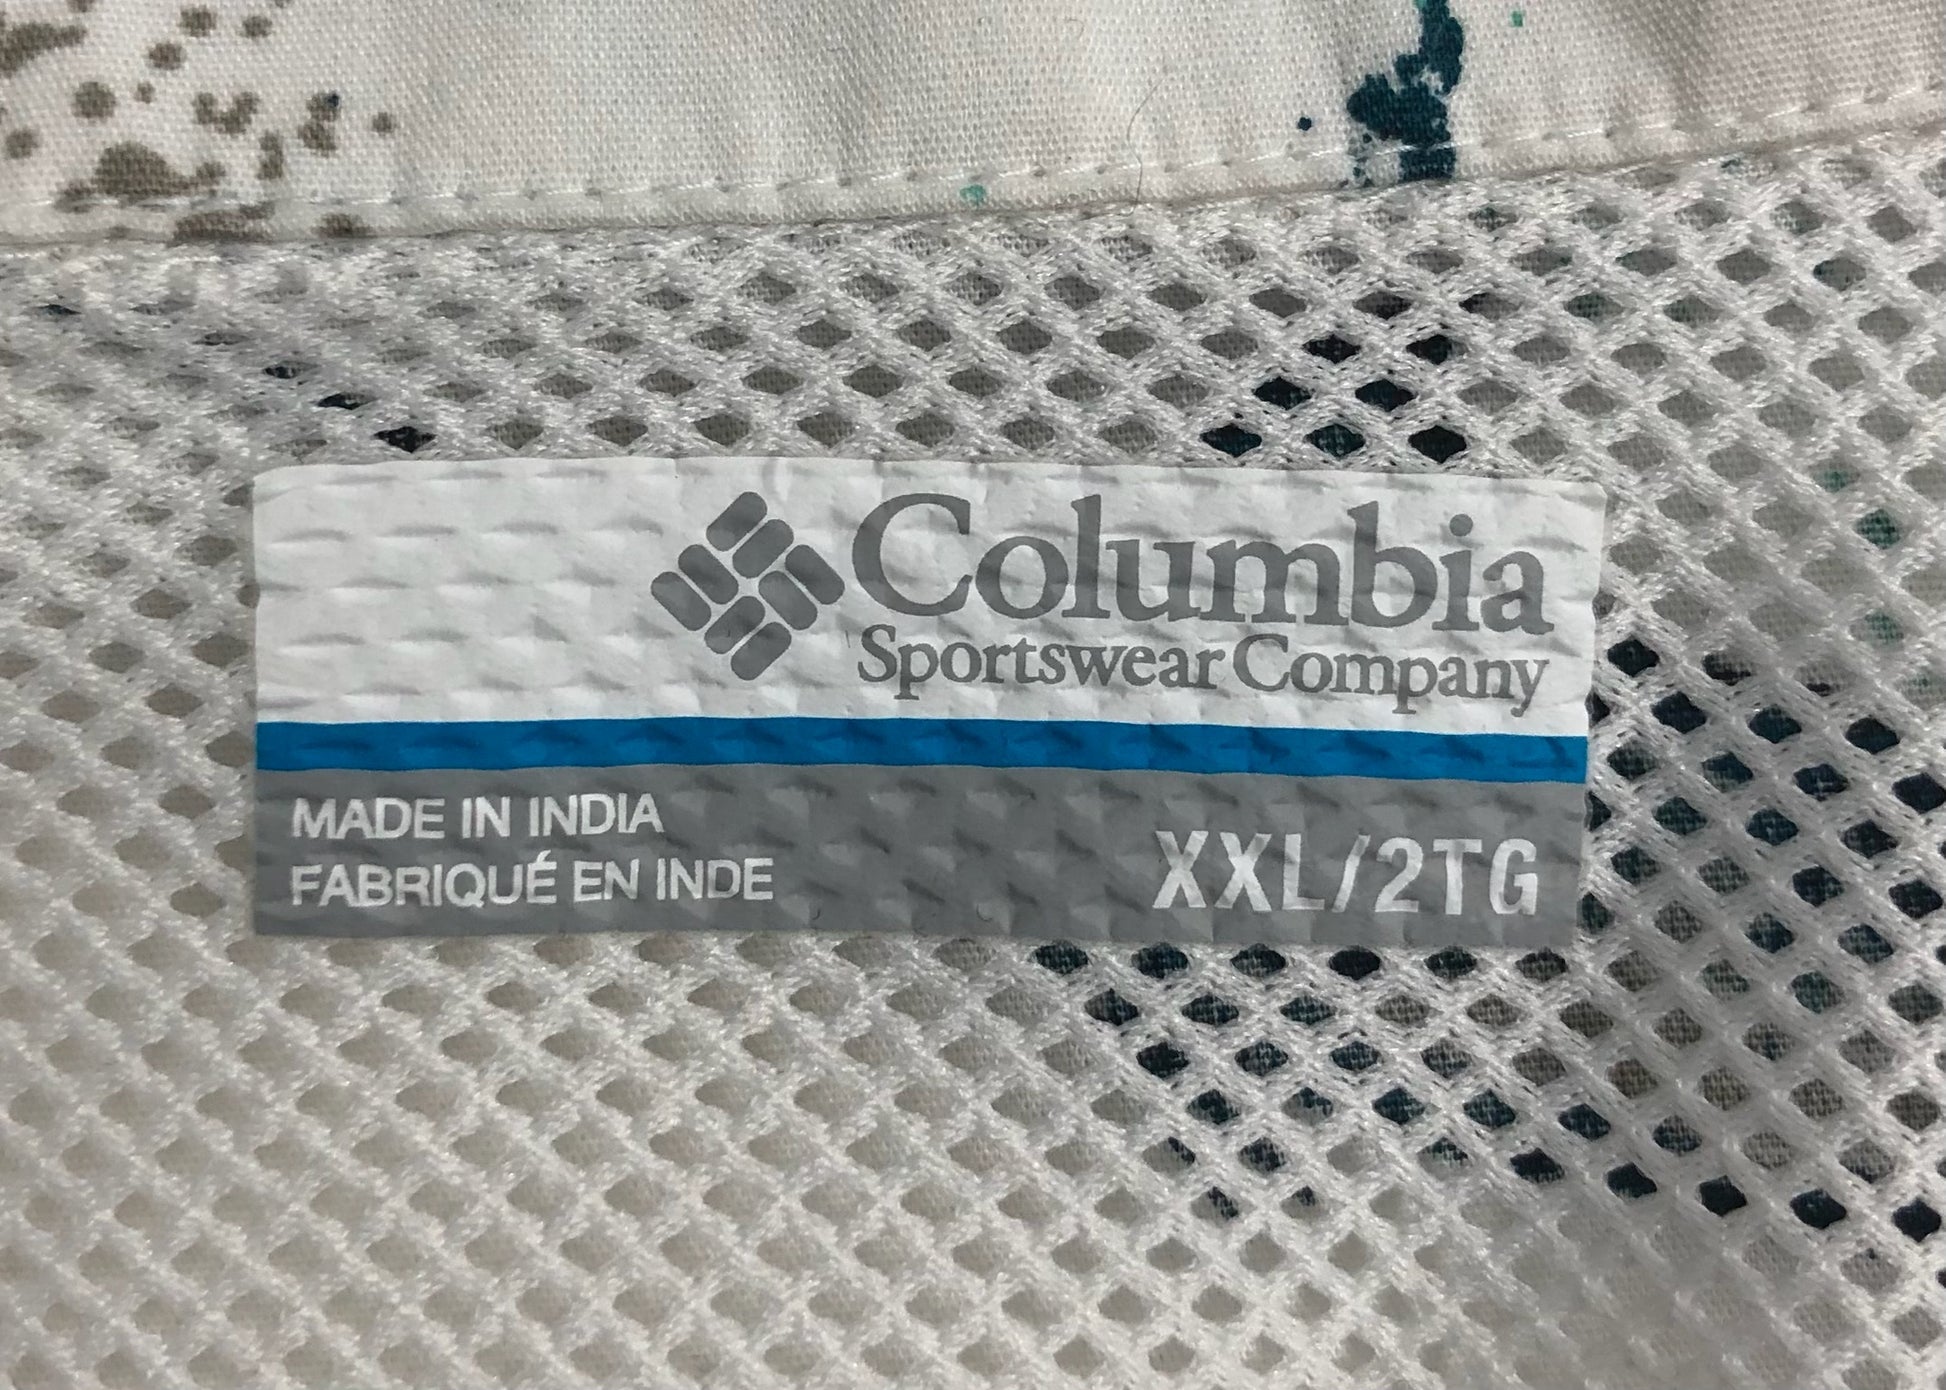 Columbia
Sportswear Company
MADE IN INDIA
FABRIQUÉ EN INDE
XXL/2TG